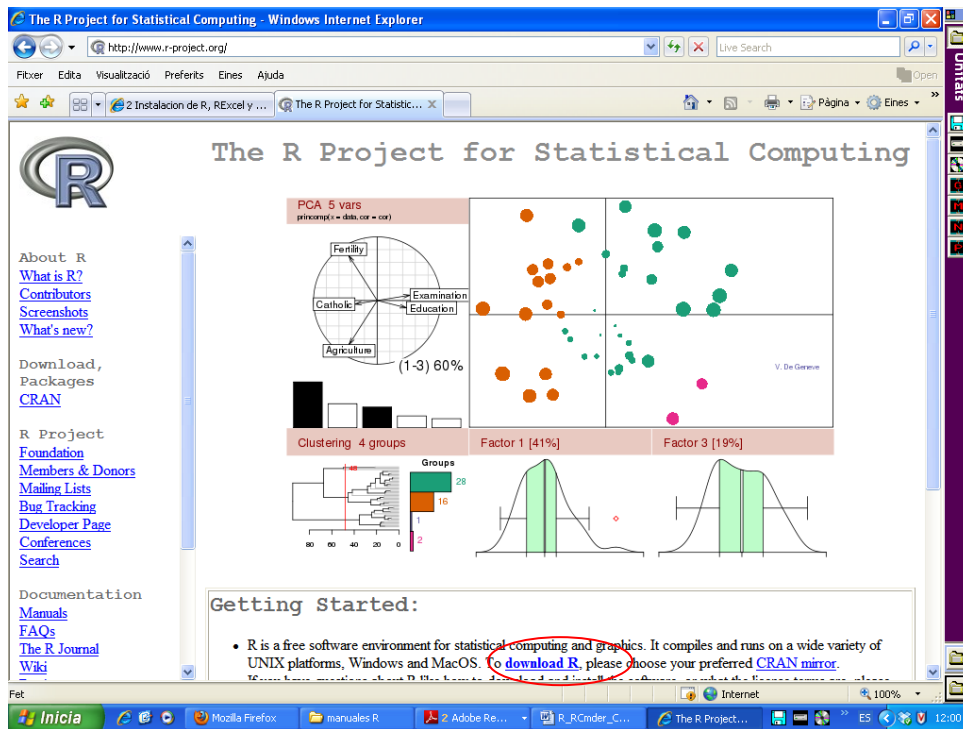 The R Project for Statistical Computing - Windows Internet Explorer
http://www.r-project.org/
Live Search
Fitxer Edita Visualització Preferits Eines Ajuda
Open
2 Instalacion de R, RExcel y ...
The R Project for Statistic...
Pàgina
Eines
»
Unitats
R
The R Project for Statistical Computing
PCA 5 vars
princomp(x = data, cor = cor)
Fertility
Catholic
Examination
Education
Agriculture
(1-3) 60%
V. De Geneve
Clustering 4 groups
Factor 1 [41%]
Factor 3 [19%]
Groups
28
16
1
2
80 60 40 20 0
About R
What is R?
Contributors
Screenshots
What's new?
Download,
Packages
CRAN
R Project
Foundation
Members & Donors
Mailing Lists
Bug Tracking
Developer Page
Conferences
Search
Documentation
Manuals
FAQs
The R Journal
Wiki
Getting Started:
• R is a free software environment for statistical computing and graphics. It compiles and runs on a wide variety of
UNIX platforms, Windows and MacOS. To download R, please choose your preferred CRAN mirror.
Fet
Internet
100%
Inicia
Mozilla Firefox
manuales R
2 Adobe Re...
R_RCmder_C...
The R Project...
»
ES
12:00